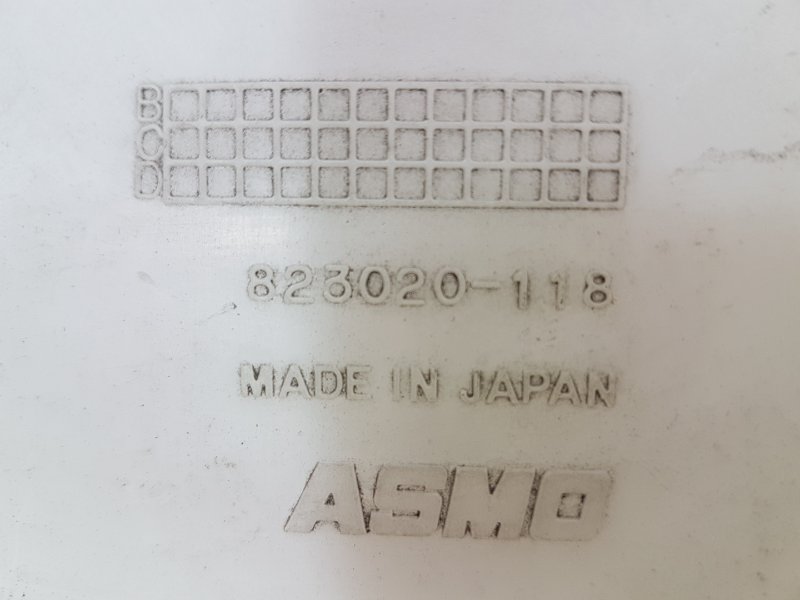 B
C
D
823020-118
MADE IN JAPAN
ASMO